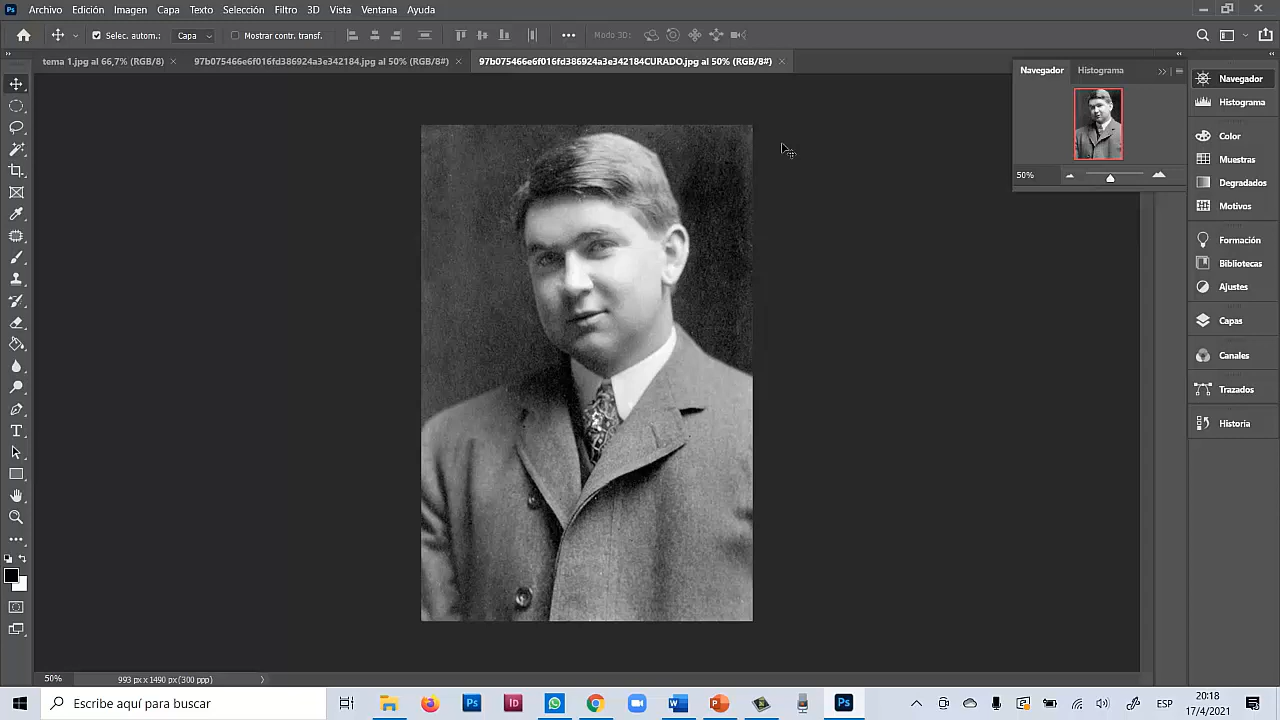 Ps Archivo Edición Imagen Capa Texto Selección Filtro 3D Vista Ventana Ayuda
Selec. autom.: Capa Mostrar contr. transf. ••• Modo 3D:
tema 1.jpg al 66,7% (RGB/8) × 97b075466e6f016fd386924a3e342184.jpg al 50% (RGB/8#) × 97b075466e6f016fd386924a3e342184CURADO.jpg al 50% (RGB/8#) ×
Navegador Histograma
50%
Navegador
Histograma
Color
Muestras
Degradados
Motivos
Formación
Bibliotecas
Ajustes
Capas
Canales
Trazados
Historia
50% 993 px x 1490 px (300 ppp)
Escribe aquí para buscar
ESP
20:18
17/4/2021